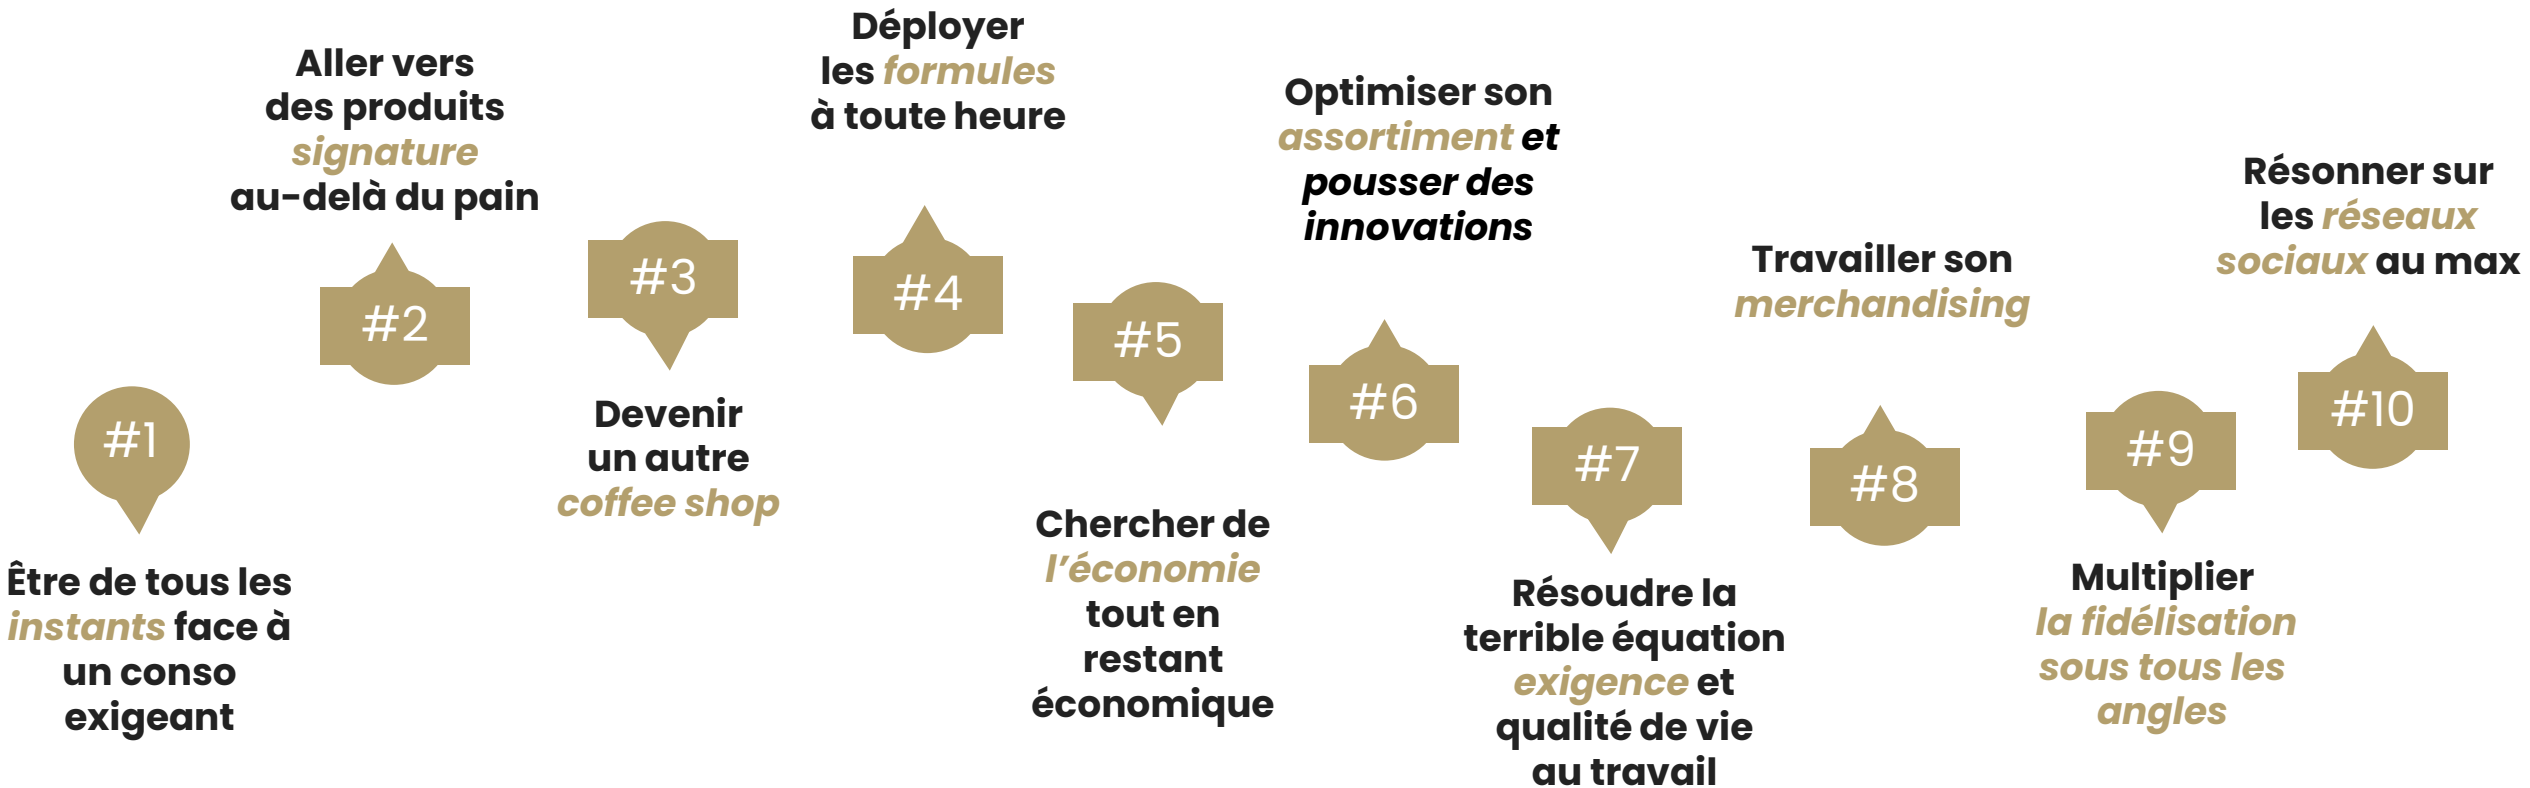 #1
Être de tous les
instants face à
un conso
exigeant
Aller vers
des produits
signature
au-delà du pain
#2
#3
Devenir
un autre
coffee shop
Déployer
les formules
à toute heure
#4
#5
Chercher de
l’économie
tout en
restant
économique
Optimiser son
assortiment et
pousser des
innovations
#6
#7
Résoudre la
terrible équation
exigence et
qualité de vie
au travail
Travailler son
merchandising
#8
#9
Multiplier
la fidélisation
sous tous les
angles
Résonner sur
les réseaux
sociaux au max
#10